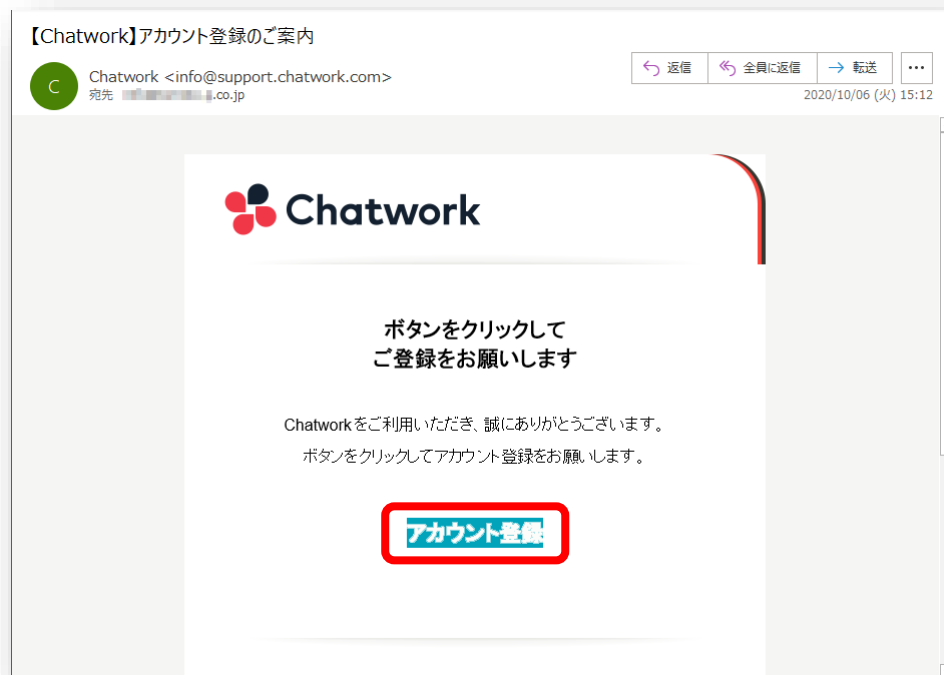 【Chatwork】アカウント登録のご案内
C
Chatwork <info@support.chatwork.com>
宛先 .co.jp
返信
全員に返信
転送
2020/10/06 (火) 15:12
Chatwork
ボタンをクリックして
ご登録をお願いします
Chatworkをご利用いただき、誠にありがとうございます。
ボタンをクリックしてアカウント登録をお願いします。
アカウント登録